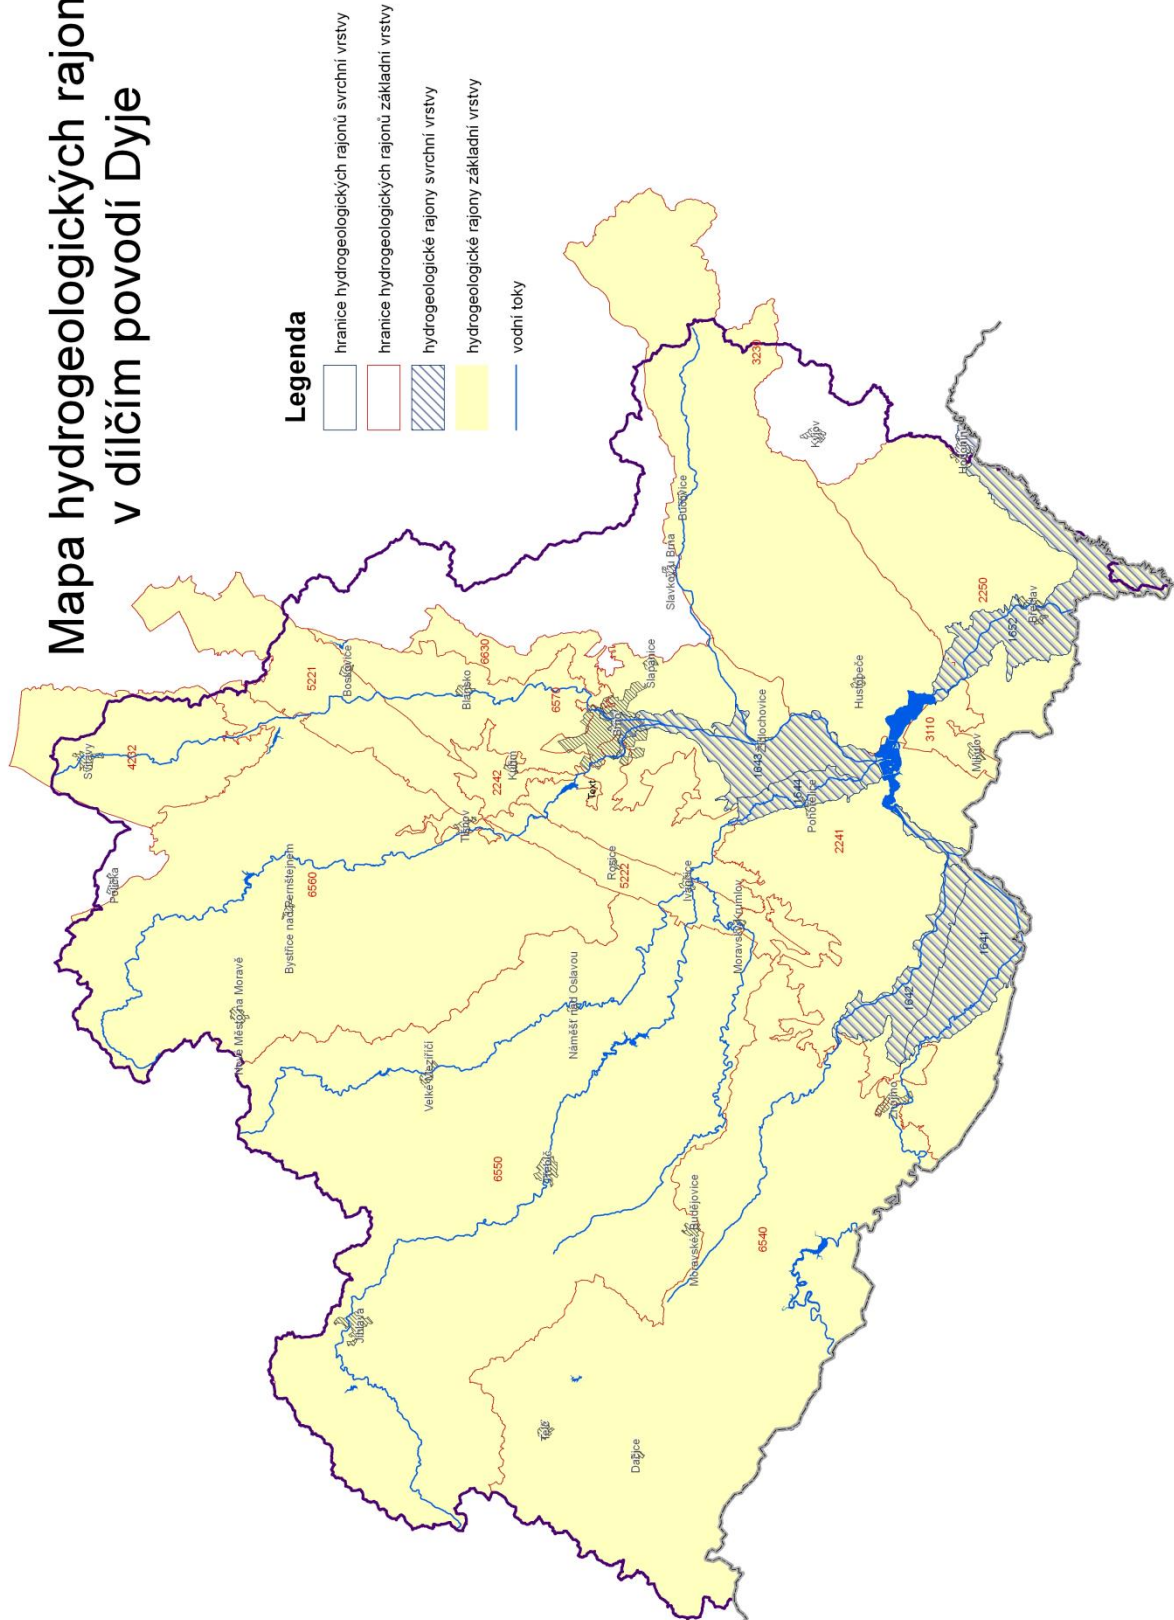 Mapa hydrogeologických rajon
v dílčím povodí Dyje
Legenda
hranice hydrogeologických rajonů svrchní vrstvy
hranice hydrogeologických rajonů základní vrstvy
hydrogeologické rajony svrchní vrstvy
hydrogeologické rajony základní vrstvy
vodní toky
Svitavy
4232
Polička
Boskovice
5221
Bystřice nad Pernštejnem
6560
Nové Město na Moravě
Blansko
6630
Tišnov
2242
Kuřim
6570
Velké Meziříčí
Jihlava
6550
Třebíč
Náměšť nad Oslavou
Text
Brno
Šlapanice
Rosice
5222
Ivančice
Slavkov u Brna
Bučovice
3230
Kyjov
Telč
Dačice
Moravské Budějovice
6540
Moravský Krumlov
1643
Židlochovice
1644
Pohořelice
2241
Hustopeče
Hodonín
Znojmo
1642
1641
3110
Mikulov
2250
1652
Břeclav